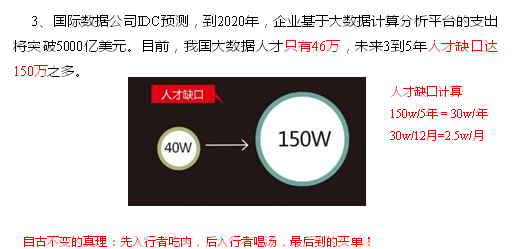 3、国际数据公司IDC预测，到2020年，企业基于大数据计算分析平台的支出
将突破5000亿美元。目前，我国大数据人才只有46万，未来3到5年人才缺口达
150万之多。
人才缺口
40W
150W
人才缺口计算
150w/5年＝30w/年
30w/12月=2.5w/月
自古不变的真理：先入行者吃肉，后入行者喝汤，最后到的买单！